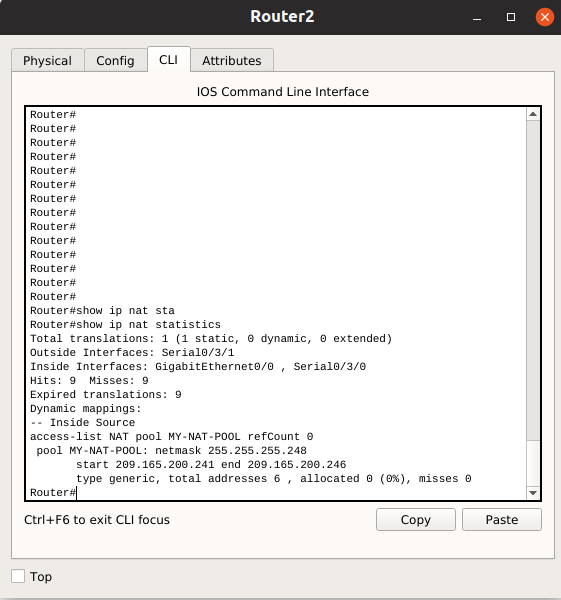 Router2
Physical Config CLI Attributes
IOS Command Line Interface
Router#
Router#
Router#
Router#
Router#
Router#
Router#
Router#
Router#
Router#
Router#
Router#
Router#
Router#
Router#show ip nat sta
Router#show ip nat statistics
Total translations: 1 (1 static, 0 dynamic, 0 extended)
Outside Interfaces: Serial0/3/1
Inside Interfaces: GigabitEthernet0/0 , Serial0/3/0
Hits: 9  Misses: 9
Expired translations: 9
Dynamic mappings:
-- Inside Source
access-list NAT pool MY-NAT-POOL refCount 0
 pool MY-NAT-POOL: netmask 255.255.255.248
       start 209.165.200.241 end 209.165.200.246
       type generic, total addresses 6 , allocated 0 (0%), misses 0
Router#
Ctrl+F6 to exit CLI focus Copy Paste
Top